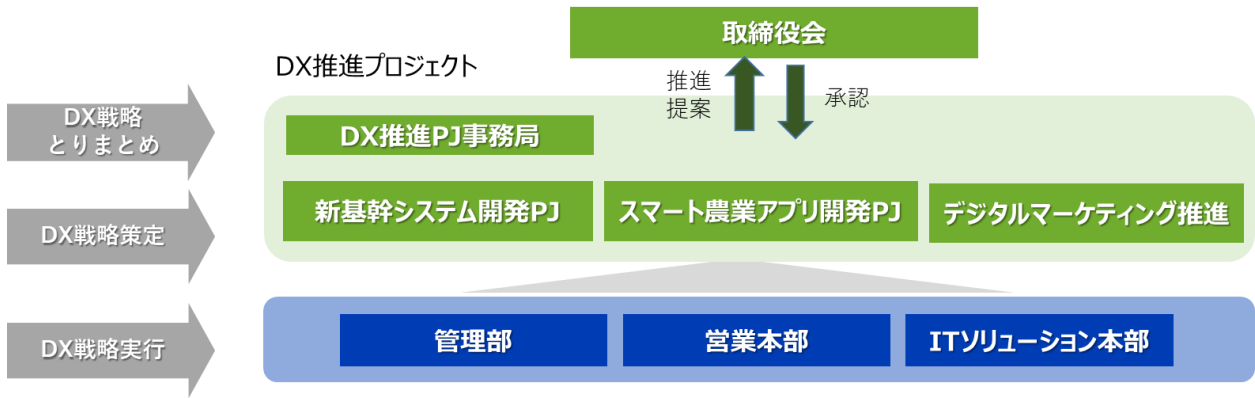 取締役会
DX推進プロジェクト
推進
提案
承認
DX戦略
とりまとめ
DX推進PJ事務局
DX戦略策定
新基幹システム開発PJ
スマート農業アプリ開発PJ
デジタルマーケティング推進
DX戦略実行
管理部
営業本部
ITソリューション本部